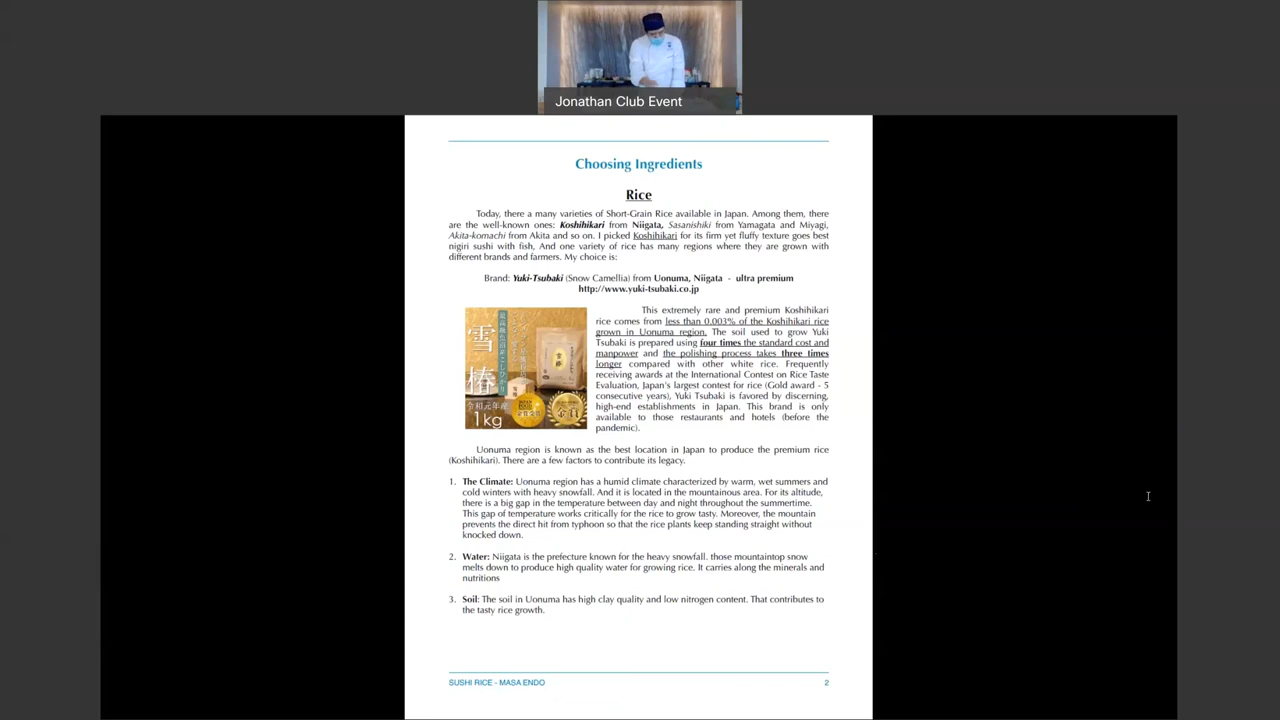 Jonathan Club Event
Choosing Ingredients
Rice
Today, there a many varieties of Short-Grain Rice available in Japan. Among them, there
are the well-known ones: Koshihikari from Niigata, Sasanishiki from Yamagata and Miyagi,
Akita-komachi from Akita and so on. I picked Koshihikari for its firm yet fluffy texture goes best
nigiri sushi with fish, And one variety of rice has many regions where they are grown with
different brands and farmers. My choice is:
Brand: Yuki-Tsubaki (Snow Camellia) from Uonuma, Niigata - ultra premium
http://www.yuki-tsubaki.co.jp
雪椿
令和元年産
1kg
金賞
This extremely rare and premium Koshihikari
rice comes from less than 0.003% of the Koshihikari rice
grown in Uonuma region. The soil used to grow Yuki
Tsubaki is prepared using four times the standard cost and
manpower and the polishing process takes three times
longer compared with other white rice. Frequently
receiving awards at the International Contest on Rice Taste
Evaluation, Japan's largest contest for rice (Gold award - 5
consecutive years), Yuki Tsubaki is favored by discerning,
high-end establishments in Japan. This brand is only
available to those restaurants and hotels (before the
pandemic).
Uonuma region is known as the best location in Japan to produce the premium rice
(Koshihikari). There are a few factors to contribute its legacy.
1. The Climate: Uonuma region has a humid climate characterized by warm, wet summers and
cold winters with heavy snowfall. And it is located in the mountainous area. For its altitude,
there is a big gap in the temperature between day and night throughout the summertime.
This gap of temperature works critically for the rice to grow tasty. Moreover, the mountain
prevents the direct hit from typhoon so that the rice plants keep standing straight without
knocked down.
2. Water: Niigata is the prefecture known for the heavy snowfall. those mountaintop snow
melts down to produce high quality water for growing rice. It carries along the minerals and
nutritions
3. Soil: The soil in Uonuma has high clay quality and low nitrogen content. That contributes to
the tasty rice growth.
SUSHI RICE - MASA ENDO
2